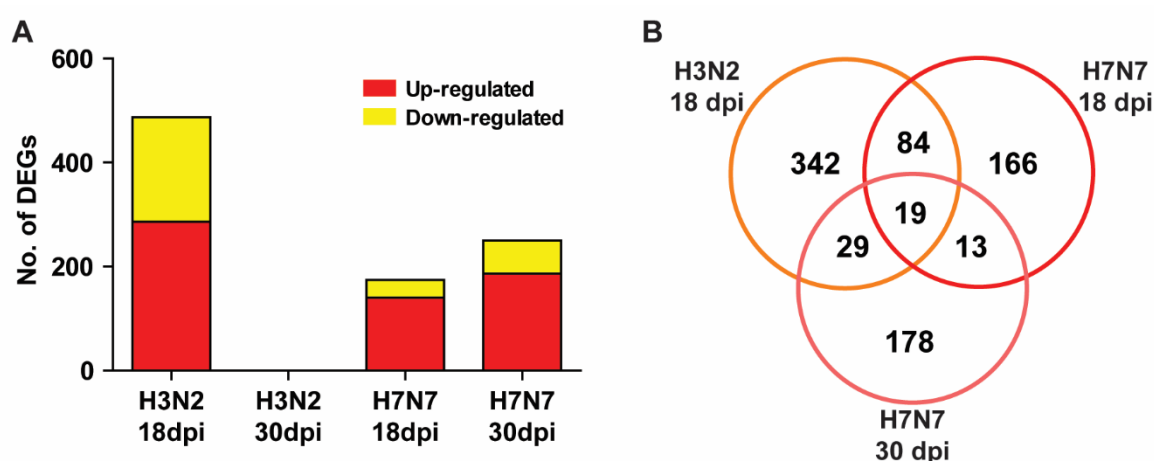 A
No. of DEGs
600
400
200
0
Up-regulated
Down-regulated
H3N2
18dpi
H3N2
30dpi
H7N7
18dpi
H7N7
30dpi
B
H3N2
18 dpi
H7N7
18 dpi
342
84
166
19
29
13
178
H7N7
30 dpi